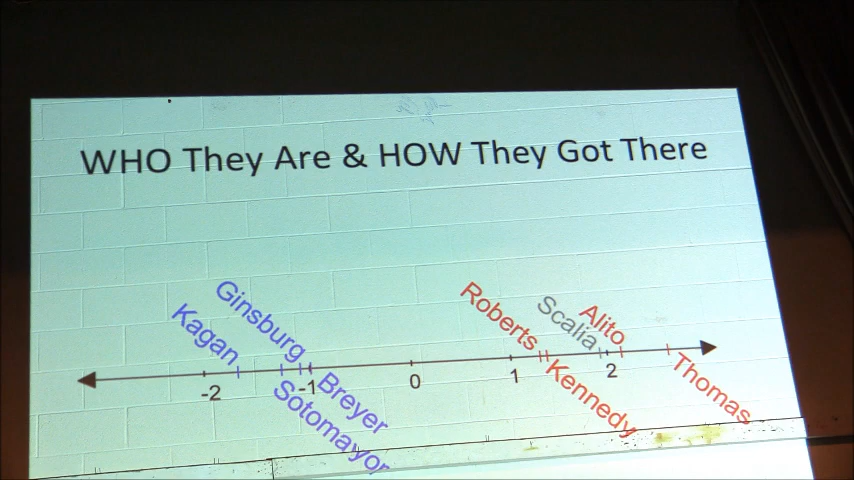 WHO They Are & HOW They Got There
Ginsburg
Kagan
Roberts
Scalia
Alito
-2
-1
0
1
2
Sotomayor
Breyer
Kennedy
Thomas